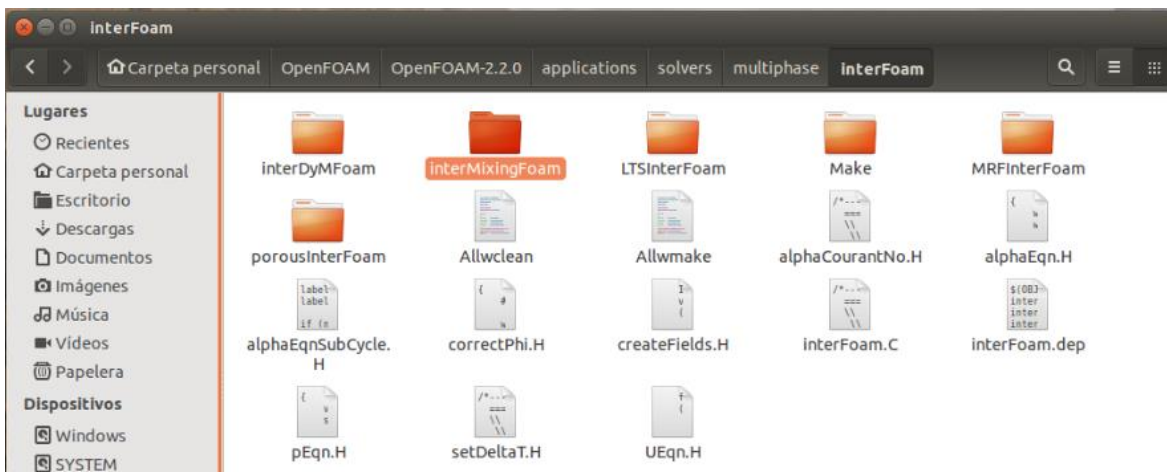 interFoam
Carpeta personal OpenFOAM OpenFOAM-2.2.0 applications solvers multiphase interFoam
Lugares
Recientes
Carpeta personal
Escritorio
Descargas
Documentos
Imágenes
Música
Vídeos
Papelera
Dispositivos
Windows
SYSTEM
interDyMFoam interMixingFoam LTSInterFoam Make MRFInterFoam
porousInterFoam Allwclean Allwmake alphaCourantNo.H alphaEqn.H
alphaEqnSubCycle.
H
correctPhi.H createFields.H interFoam.C interFoam.dep
pEqn.H setDeltaT.H UEqn.H